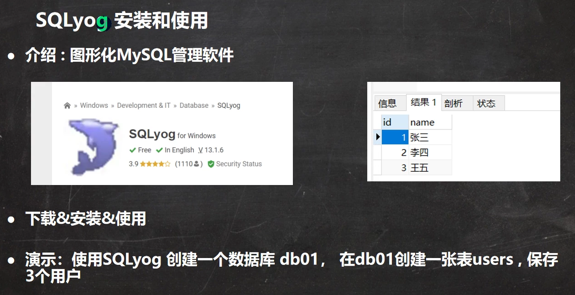 SQLyog 安装和使用
介绍：图形化MySQL管理软件
» Windows » Development & IT » Database » SQLyog
SQLyog for Windows
Free In English V 13.1.6
3.9 (1110) Security Status
信息 结果 1 剖析 状态
id name
1 张三
2 李四
3 王五
下载&安装&使用
演示：使用SQLyog 创建一个数据库 db01， 在db01创建一张表users , 保存
3个用户